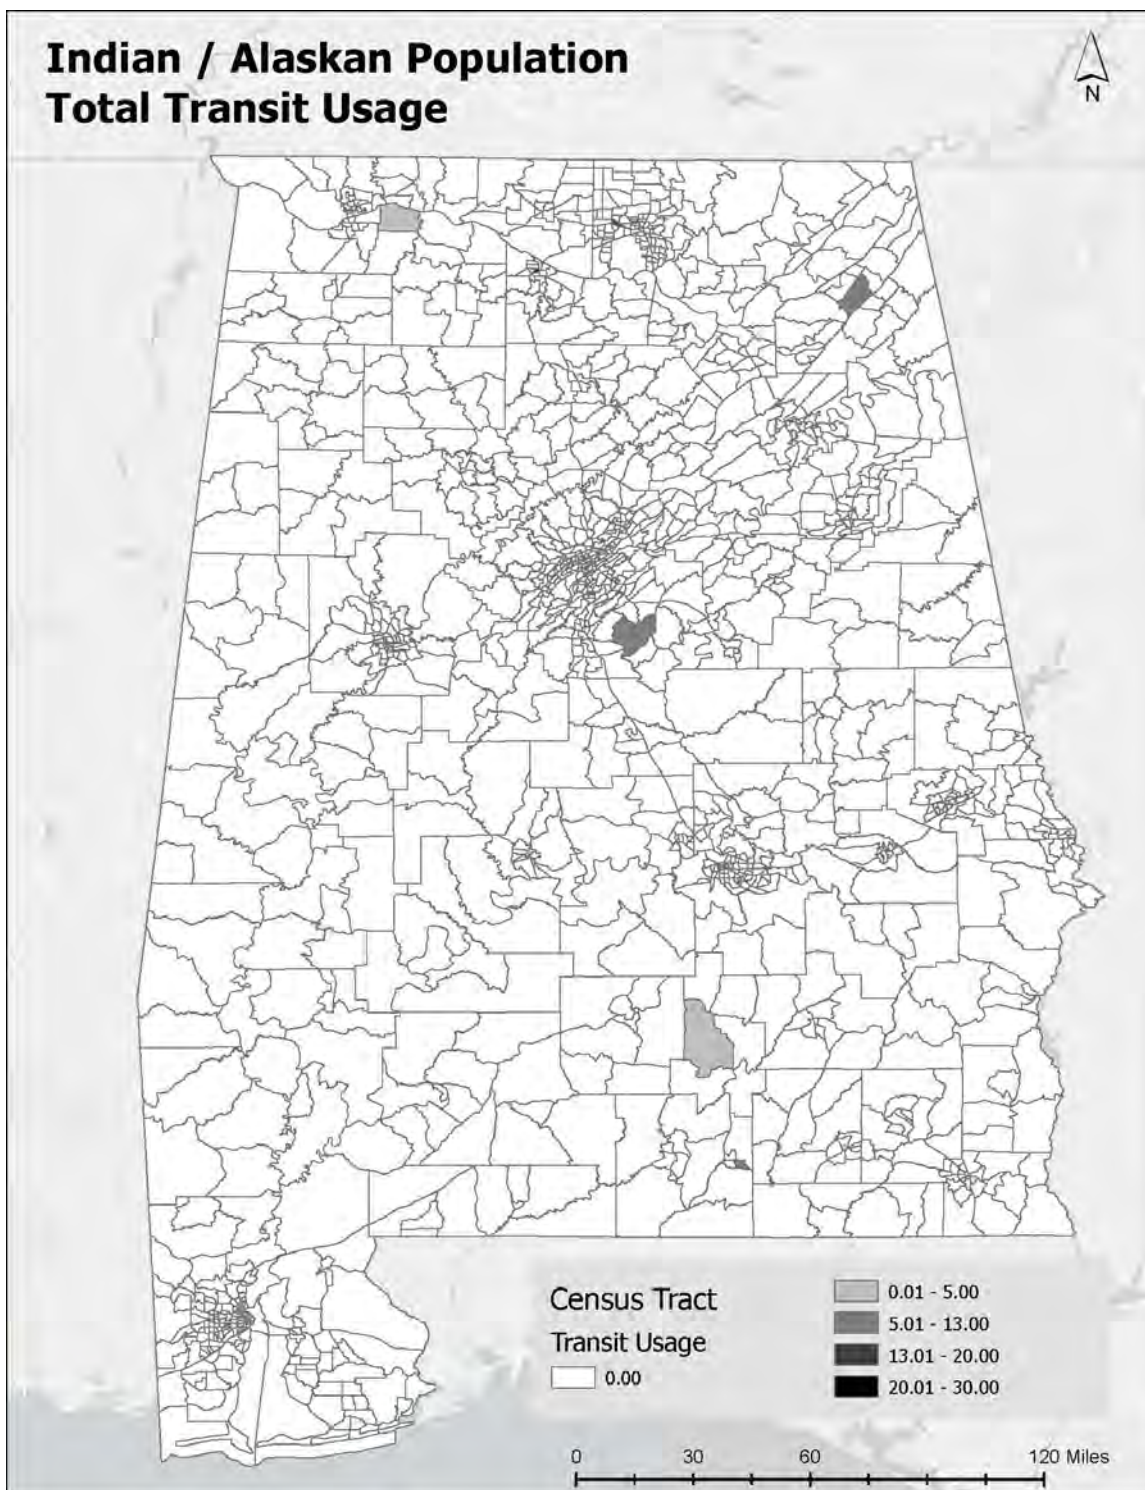 Indian / Alaskan Population
Total Transit Usage
N
Census Tract
Transit Usage
0.00
0.01 - 5.00
5.01 - 13.00
13.01 - 20.00
20.01 - 30.00
0 30 60 120 Miles